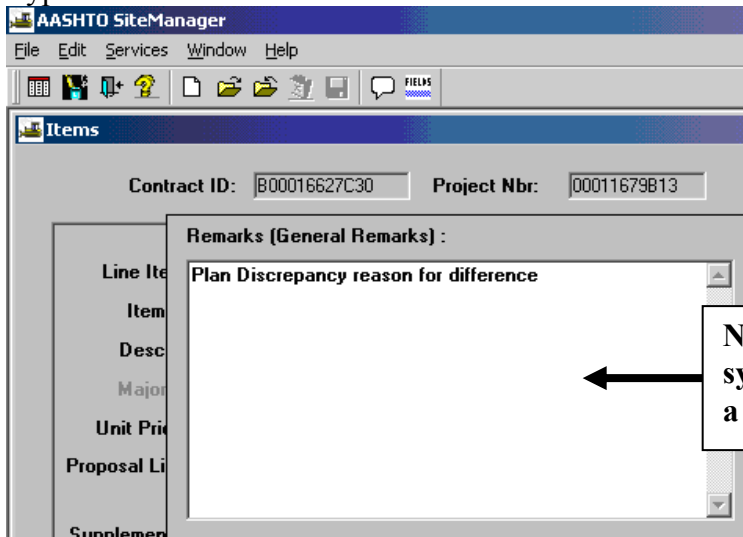 AASHTO SiteManager
File Edit Services Window Help
FIELDS
Items
Contract ID: B00016627C30 Project Nbr: 00011679B13
Remarks (General Remarks) :
Plan Discrepancy reason for difference
Line Ite
Item
Desc
Major
Unit Pri
Proposal Li
Supplemen
N
sy
a